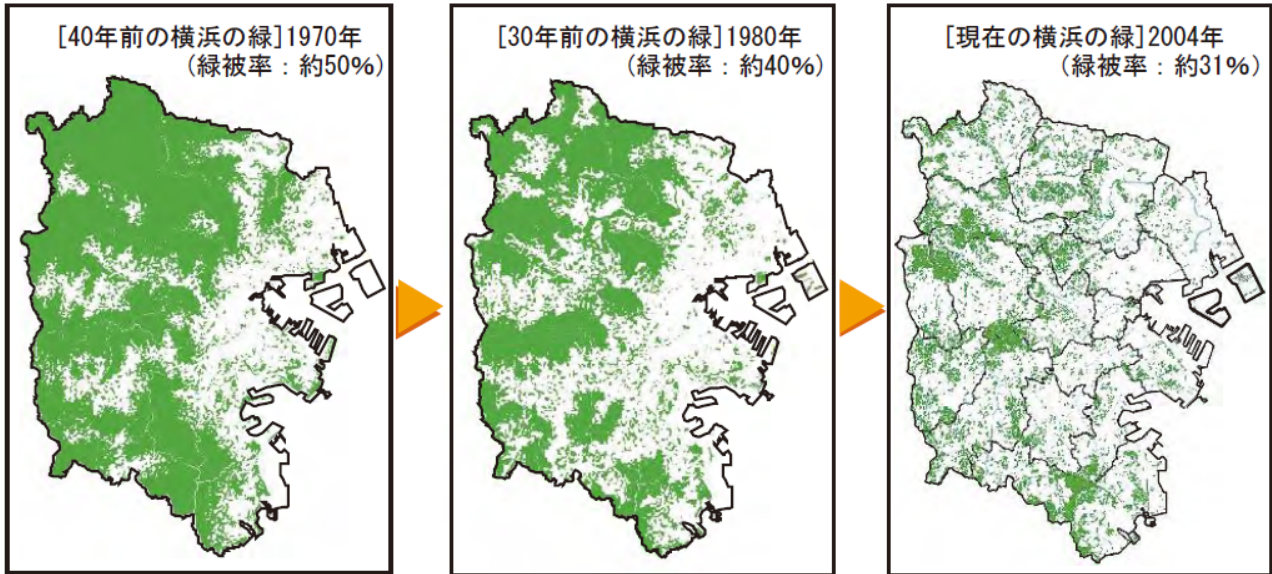 [40年前の横浜の緑]1970年
(緑被率：約50%)
[30年前の横浜の緑]1980年
(緑被率：約40%)
[現在の横浜の緑]2004年
(緑被率：約31%)